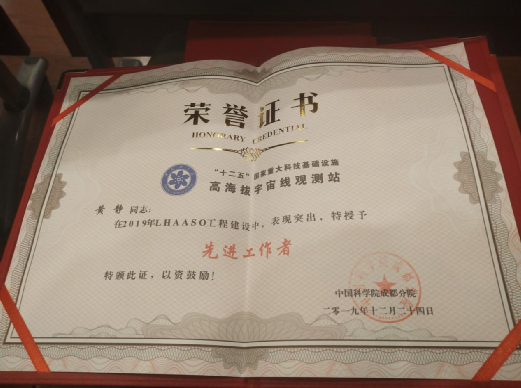 荣誉证书
HONORARY CREDENTIAL
“十二五”国家重大科技基础设施
高海拔宇宙线观测站
黄静 同志:
在2019年LHAASO工程建设中，表现突出，特授予
先进工作者
特颁此证，以资鼓励！
中国科学院成都分院
二零一九年十二月二十四日